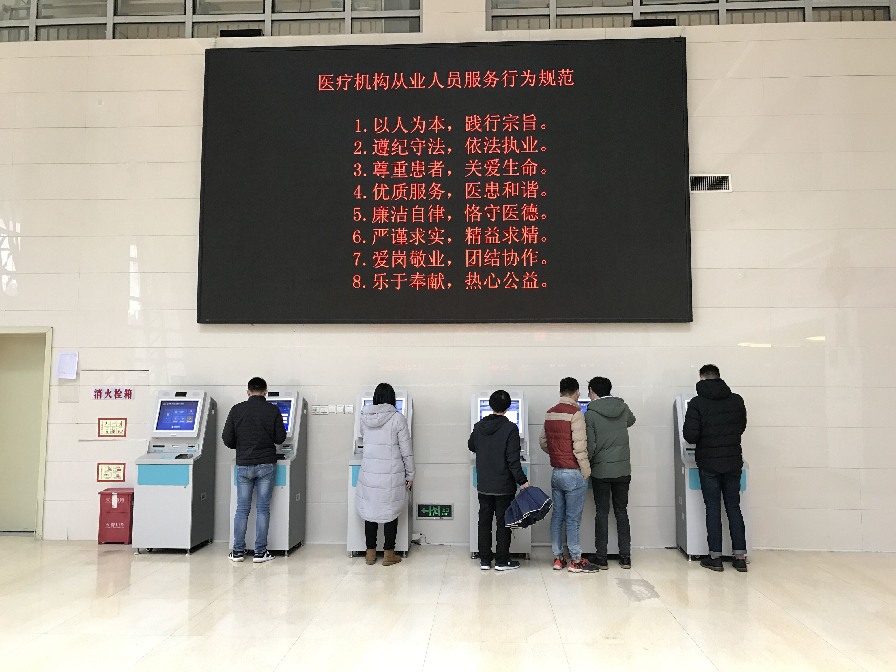 医疗机构从业人员服务行为规范
1.以人为本，践行宗旨。
2.遵纪守法，依法执业。
3.尊重患者，关爱生命。
4.优质服务，医患和谐。
5.廉洁自律，恪守医德。
6.严谨求实，精益求精。
7.爱岗敬业，团结协作。
8.乐于奉献，热心公益。
消火栓箱